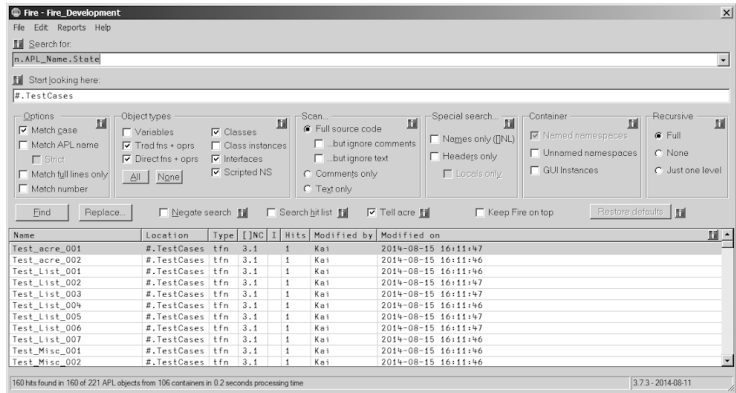 Fire - Fire_Development
File Edit Reports Help
Search for:
n.APL_Name.State
Start looking here:
#.TestCases
Options
Match case
Match APL name
Strict
Match full lines only
Match number
Object types
Variables
Trad fns + oprs
Direct fns + oprs
All None
Classes
Class instances
Interfaces
Scripted NS
Scan...
Full source code
...but ignore comments
...but ignore text
Comments only
Text only
Special search...
Names only (⎕NL)
Headers only
Locals only
Container
Named namespaces
Unnamed namespaces
GUI Instances
Recursive
Full
None
Just one level
Find Replace... Negate search Search hit list Tell acre Keep Fire on top Restore defaults
Name Location Type []NC I Hits Modified by Modified on
Test_acre_001 #.TestCases tfn 3.1 1 Kai 2014-08-15 16:11:47
Test_acre_002 #.TestCases tfn 3.1 1 Kai 2014-08-15 16:11:46
Test_List_001 #.TestCases tfn 3.1 1 Kai 2014-08-15 16:11:46
Test_List_002 #.TestCases tfn 3.1 1 Kai 2014-08-15 16:11:47
Test_List_003 #.TestCases tfn 3.1 1 Kai 2014-08-15 16:11:47
Test_List_004 #.TestCases tfn 3.1 1 Kai 2014-08-15 16:11:46
Test_List_005 #.TestCases tfn 3.1 1 Kai 2014-08-15 16:11:47
Test_List_006 #.TestCases tfn 3.1 1 Kai 2014-08-15 16:11:47
Test_List_007 #.TestCases tfn 3.1 1 Kai 2014-08-15 16:11:46
Test_Misc_001 #.TestCases tfn 3.1 1 Kai 2014-08-15 16:11:47
Test_Misc_002 #.TestCases tfn 3.1 1 Kai 2014-08-15 16:11:46
160 hits found in 160 of 221 APL objects from 106 containers in 0.2 seconds processing time 3.7.3 - 2014-08-11